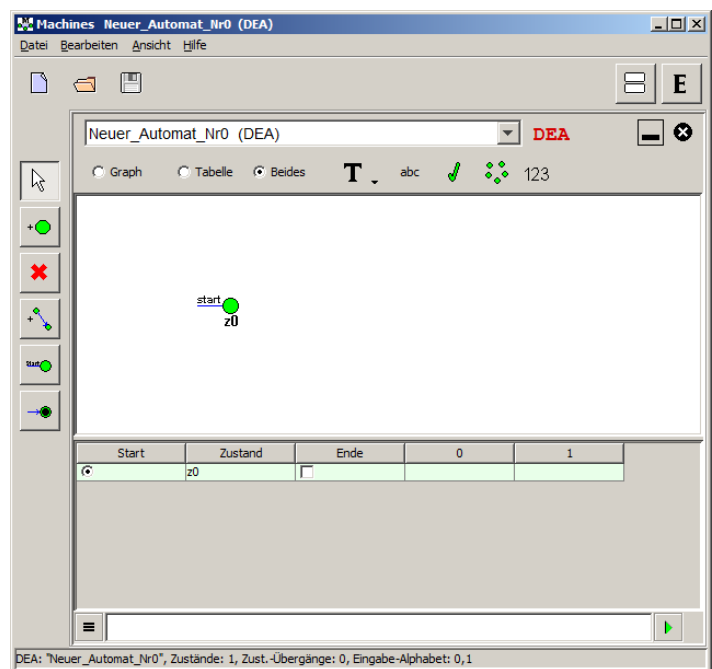 Machines Neuer_Automat_Nr0 (DEA)
Datei Bearbeiten Ansicht Hilfe
E
Neuer_Automat_Nr0 (DEA) DEA
Graph Tabelle Beides T abc 123
start
z0
start
Start Zustand Ende 0 1
z0
DEA: "Neuer_Automat_Nr0", Zustände: 1, Zust.-Übergänge: 0, Eingabe-Alphabet: 0,1